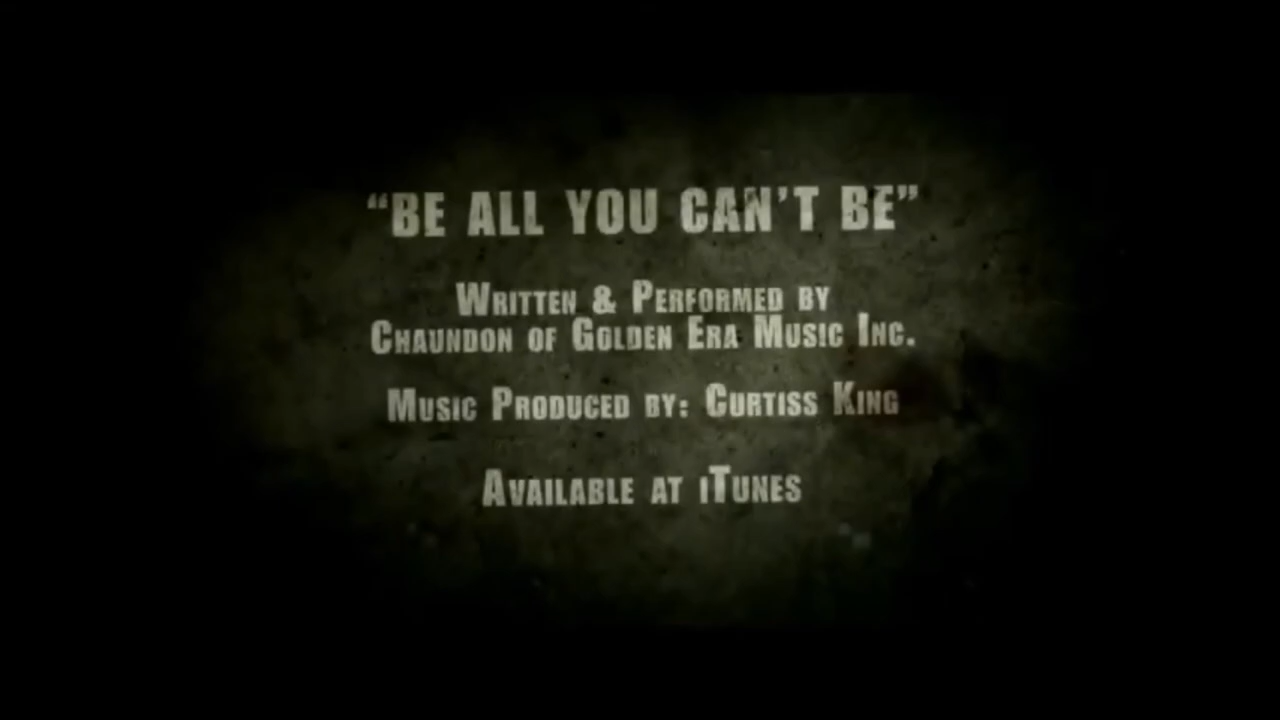 “BE ALL YOU CAN’T BE”
WRITTEN & PERFORMED BY
CHAUNDON OF GOLDEN ERA MUSIC INC.
MUSIC PRODUCED BY: CURTISS KING
AVAILABLE AT iTUNES